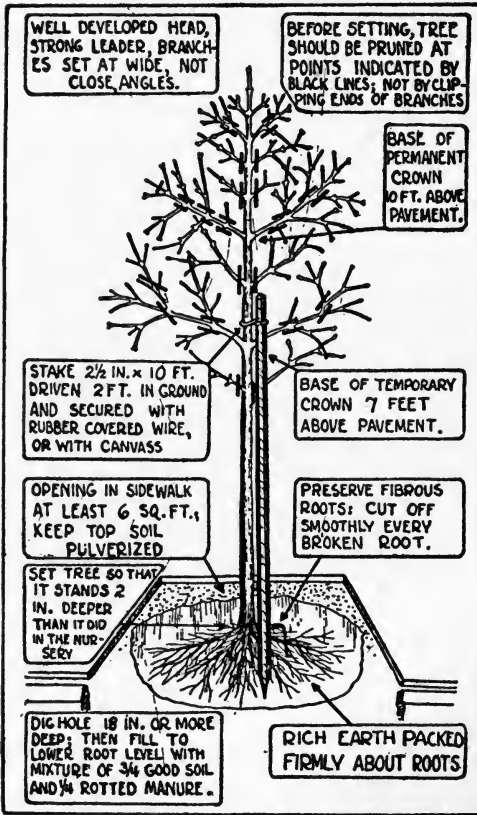 WELL DEVELOPED HEAD,
STRONG LEADER, BRANCH-
ES SET AT WIDE, NOT
CLOSE ANGLES.
BEFORE SETTING, TREE
SHOULD BE PRUNED AT
POINTS INDICATED BY
BLACK LINES; NOT BY CLIP-
PING ENDS OF BRANCHES
BASE OF
PERMANENT
CROWN
10 FT. ABOVE
PAVEMENT.
STAKE 2½ IN. x 10 FT.
DRIVEN 2 FT. IN GROUND
AND SECURED WITH
RUBBER COVERED WIRE,
OR WITH CANVASS
BASE OF TEMPORARY
CROWN 7 FEET
ABOVE PAVEMENT.
OPENING IN SIDEWALK
AT LEAST 6 SQ. FT.,
KEEP TOP SOIL
PULVERIZED
PRESERVE FIBROUS
ROOTS: CUT OFF
SMOOTHLY EVERY
BROKEN ROOT.
SET TREE SO THAT
IT STANDS 2
IN. DEEPER
THAN IT DID
IN THE NUR-
SERY
DIG HOLE 18 IN. OR MORE
DEEP; THEN FILL TO
LOWER ROOT LEVEL WITH
MIXTURE OF ¾ GOOD SOIL
AND ¼ ROTTED MANURE.
RICH EARTH PACKED
FIRMLY ABOUT ROOTS